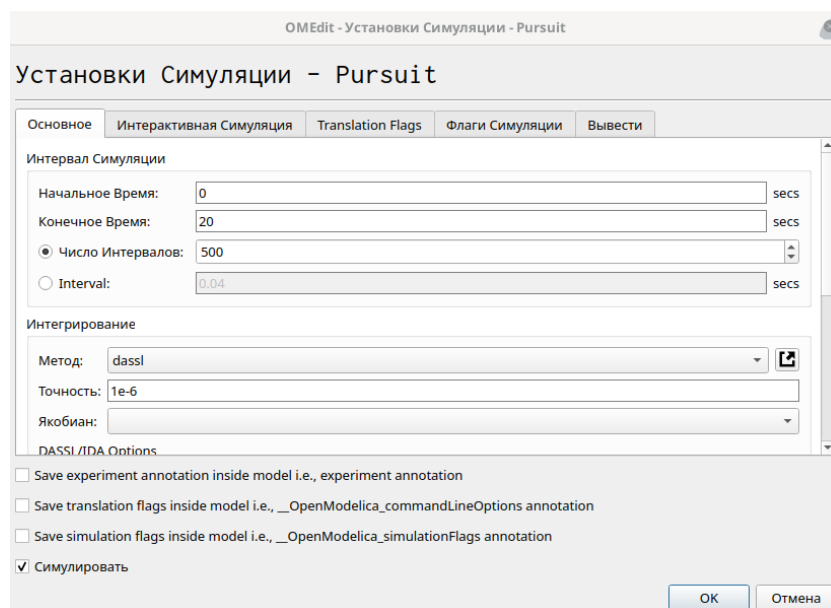 OMEdit - Установки Симуляции - Pursuit
Установки Симуляции - Pursuit
Основное Интерактивная Симуляция Translation Flags Флаги Симуляции Вывести
Интервал Симуляции
Начальное Время: 0 secs
Конечное Время: 20 secs
Число Интервалов: 500
Interval: 0.04 secs
Интегрирование
Метод: dassl
Точность: 1e-6
Якобиан:
DASSL/IDA Options
Save experiment annotation inside model i.e., experiment annotation
Save translation flags inside model i.e., __OpenModelica_commandLineOptions annotation
Save simulation flags inside model i.e., __OpenModelica_simulationFlags annotation
Симулировать
OK Отмена